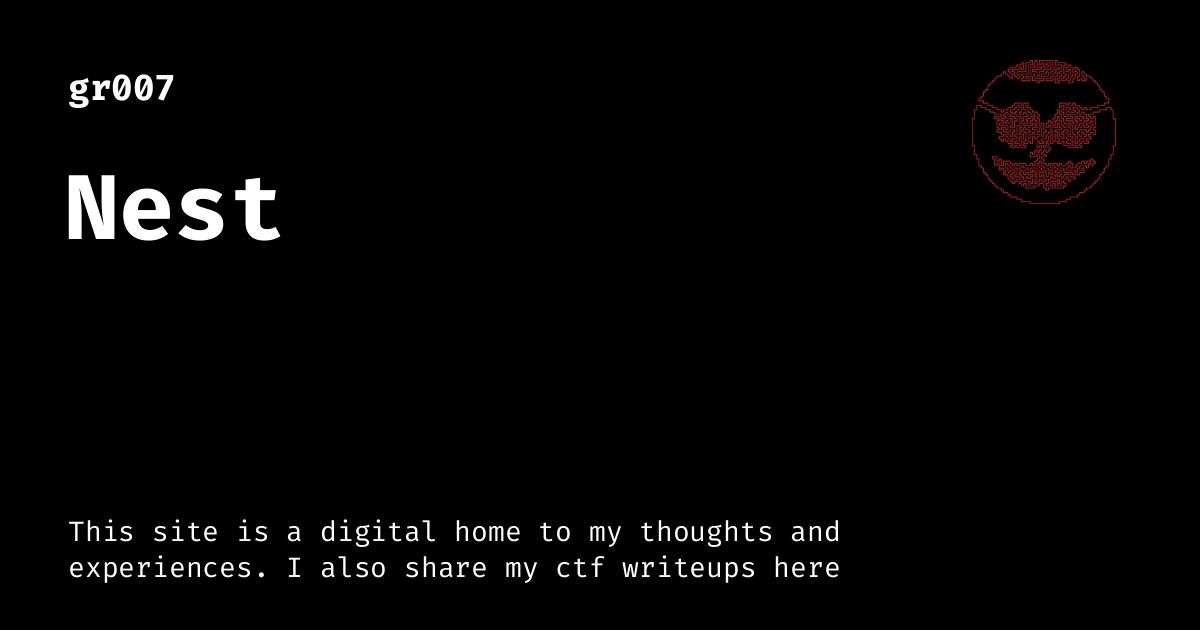 gr007
Nest
This site is a digital home to my thoughts and
experiences. I also share my ctf writeups here